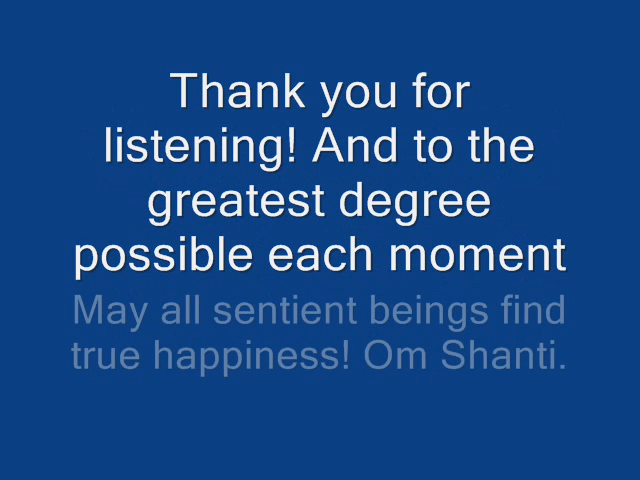 Thank you for
listening! And to the
greatest degree
possible each moment
May all sentient beings find
true happiness! Om Shanti.